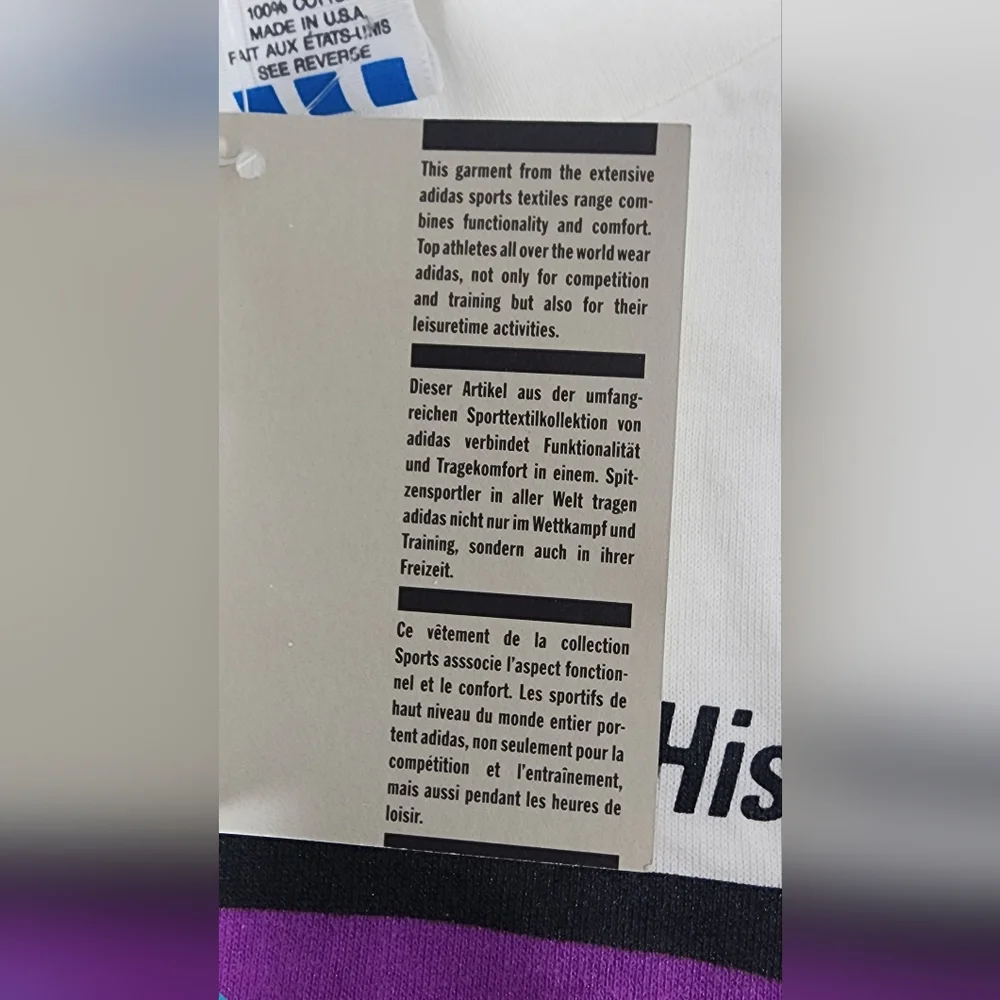 100%
MADE IN U.S.A.
FAIT AUX ÉTATS-UNIS
SEE REVERSE
This garment from the extensive
adidas sports textiles range com-
bines functionality and comfort.
Top athletes all over the world wear
adidas, not only for competition
and training but also for their
leisuretime activities.
Dieser Artikel aus der umfang-
reichen Sporttextilkollektion von
adidas verbindet Funktionalität
und Tragekomfort in einem. Spit-
zensportler in aller Welt tragen
adidas nicht nur im Wettkampf und
Training, sondern auch in ihrer
Freizeit.
Ce vêtement de la collection
Sports asssocie l'aspect fonction-
nel et le confort. Les sportifs de
haut niveau du monde entier por-
tent adidas, non seulement pour la
compétition et l'entraînement,
mais aussi pendant les heures de
loisir.
His